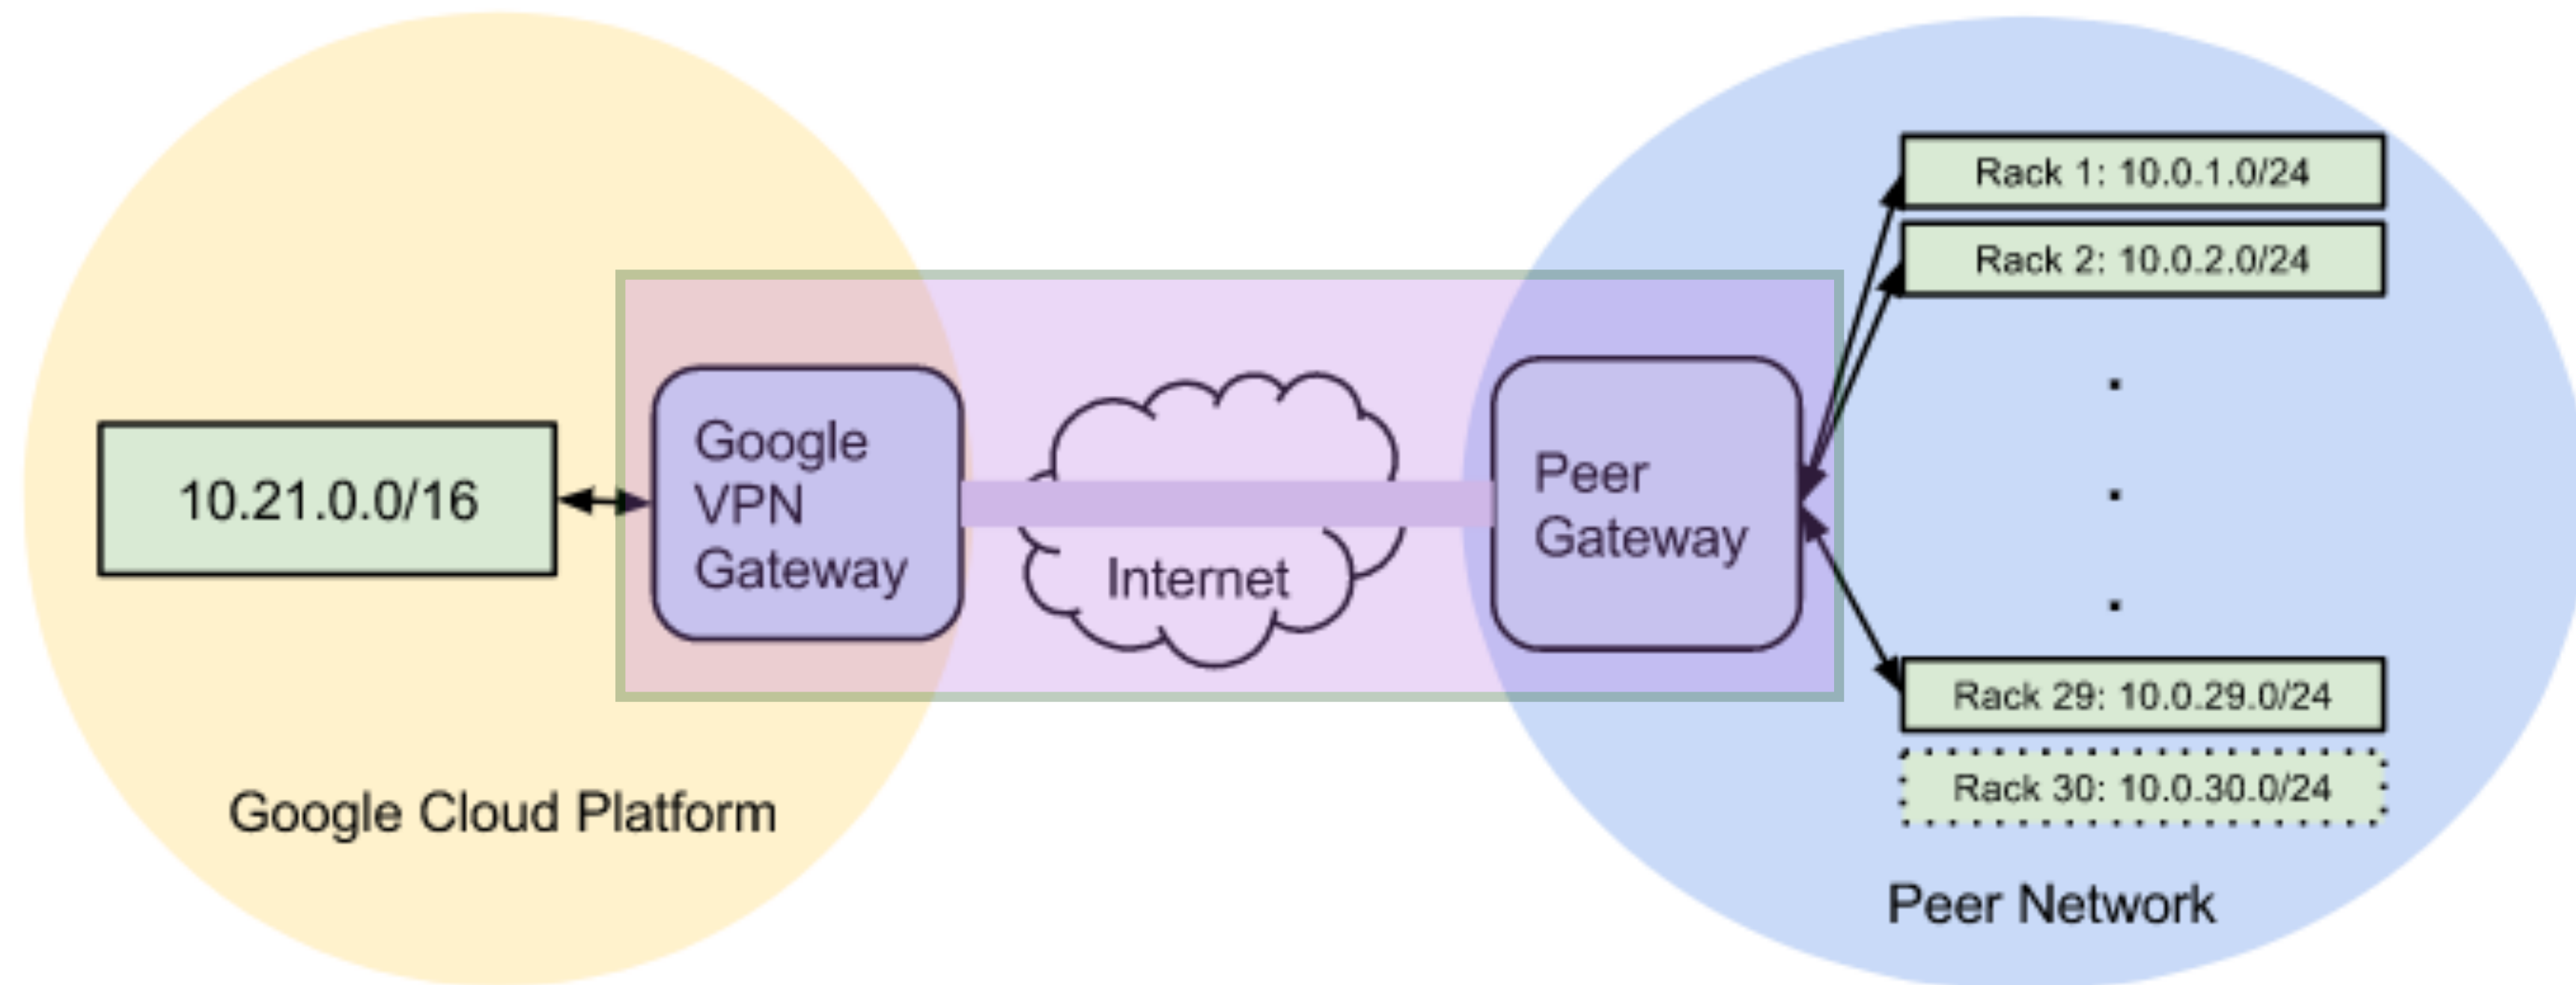 10.21.0.0/16
Google
VPN
Gateway
Internet
Peer
Gateway
Rack 1: 10.0.1.0/24
Rack 2: 10.0.2.0/24
Rack 29: 10.0.29.0/24
Rack 30: 10.0.30.0/24
Google Cloud Platform
Peer Network